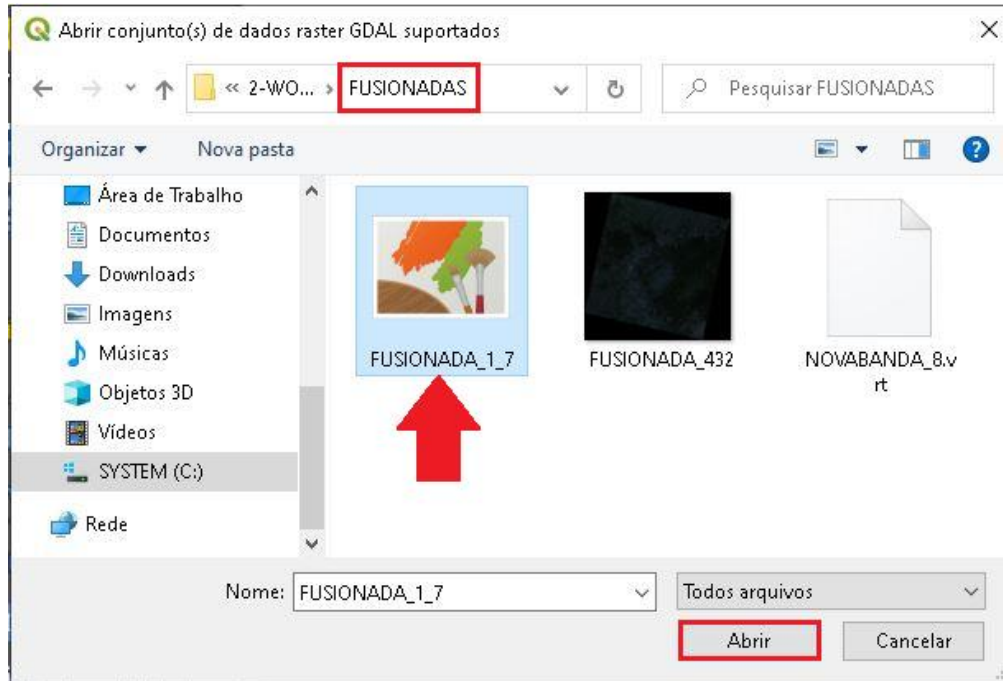 Abrir conjunto(s) de dados raster GDAL suportados
« 2-WO... › FUSIONADAS
Pesquisar FUSIONADAS
Organizar
Nova pasta
Área de Trabalho
Documentos
Downloads
Imagens
Músicas
Objetos 3D
Vídeos
SYSTEM (C:)
Rede
FUSIONADA_1_7
FUSIONADA_432
NOVABANDA_8.v
rt
Nome: FUSIONADA_1_7
Todos arquivos
Abrir
Cancelar